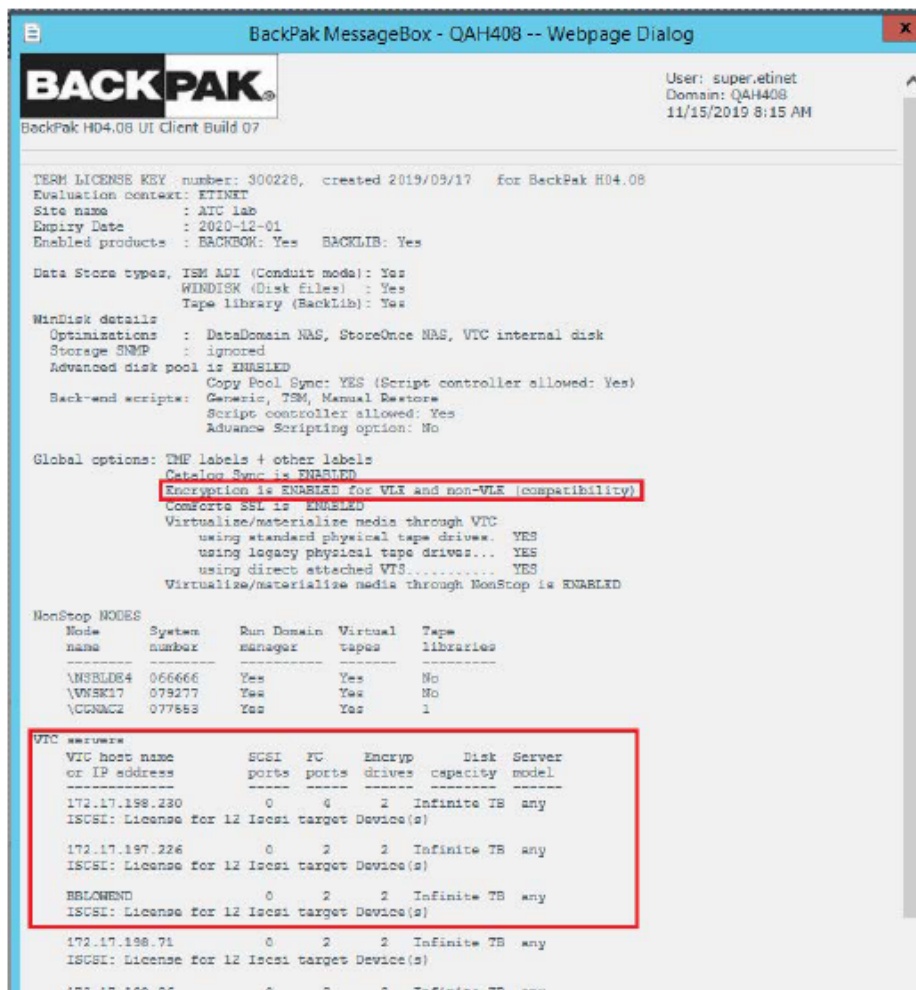 BackPak MessageBox - QAH408 -- Webpage Dialog
x
BACKPAK®
User: super.etinet
Domain: QAH408
11/15/2019 8:15 AM
BackPak H04.08 UI Client Build 07
TERM LICENSE KEY number: 300228, created 2019/09/17 for BackPak H04.08
Evaluation context: ETINET
Site name : ATC lab
Expiry Date : 2020-12-01
Enabled products : BACKBOX: Yes BACKLIB: Yes
Data Store types, TSM API (Conduit mode): Yes
WINDISK (Disk files) : Yes
Tape library (BackLib): Yes
WinDisk details
Optimizations : DataDomain NAS, StoreOnce NAS, VTC internal disk
Storage SNMP : ignored
Advanced disk pool is ENABLED
Copy Pool Sync: YES (Script controller allowed: Yes)
Back-end scripts: Generic, TSM, Manual Restore
Script controller allowed: Yes
Advance Scripting option: No
Global options: TMF labels + other labels
Catalog Sync is ENABLED
Encryption is ENABLED for VLE and non-VLE (compatibility)
Comforte SSL is ENABLED
Virtualize/materialize media through VTC
using standard physical tape drives. YES
using legacy physical tape drives... YES
using direct attached VTS........... YES
Virtualize/materialize media through NonStop is ENABLED
NonStop NODES
Node System Run Domain Virtual Tape
name number manager tapes libraries
-------- -------- ---------- ------- ---------
\NSBLDE4 066666 Yes Yes No
\VNSK17 079277 Yes Yes No
\CGNAC2 077553 Yes Yes 1
VTC servers
VTC host name SCSI FC Encryp Disk Server
or IP address ports ports drives capacity model
------------- ----- ----- ------ -------- ------
172.17.198.230 0 4 2 Infinite TB any
ISCSI: License for 12 Iscsi target Device(s)
172.17.197.226 0 2 2 Infinite TB any
ISCSI: License for 12 Iscsi target Device(s)
BBLOWEND 0 2 2 Infinite TB any
ISCSI: License for 12 Iscsi target Device(s)
172.17.198.71 0 2 2 Infinite TB any
ISCSI: License for 12 Iscsi target Device(s)